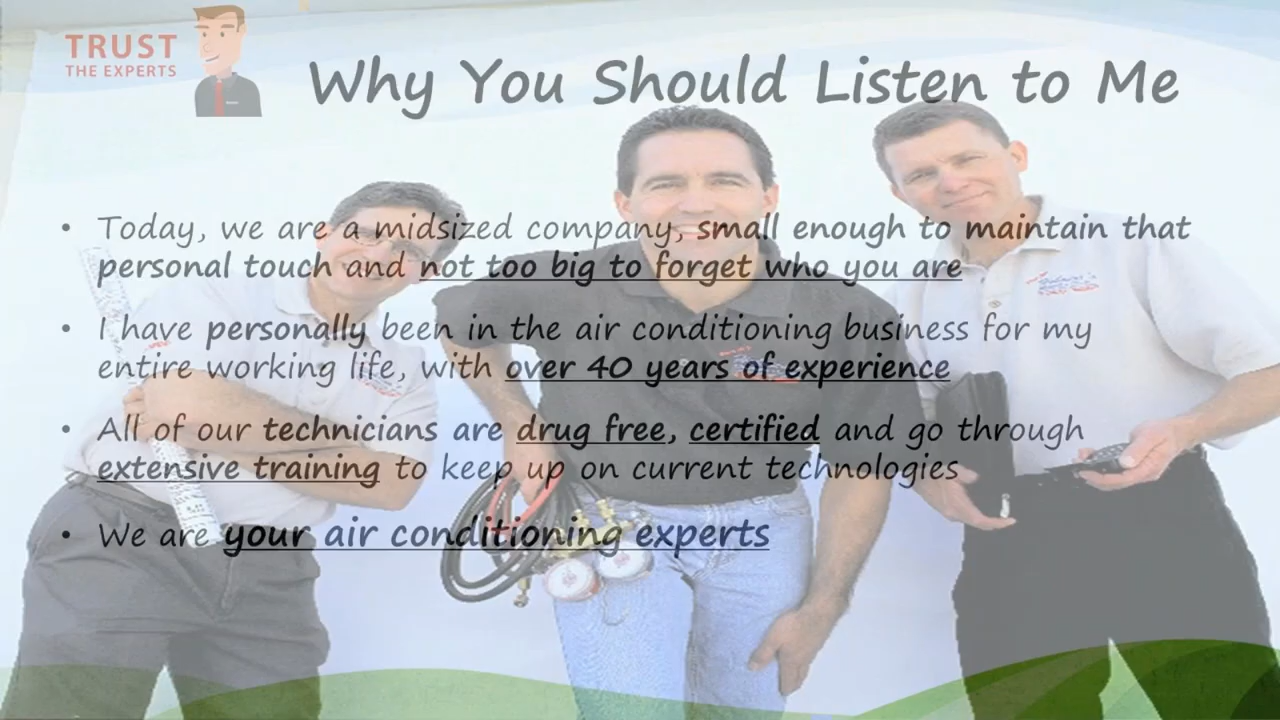 TRUST
THE EXPERTS
Why You Should Listen to Me
• Today, we are a midsized company, small enough to maintain that
personal touch and not too big to forget who you are
• I have personally been in the air conditioning business for my
entire working life, with over 40 years of experience
• All of our technicians are drug free, certified and go through
extensive training to keep up on current technologies
• We are your air conditioning experts